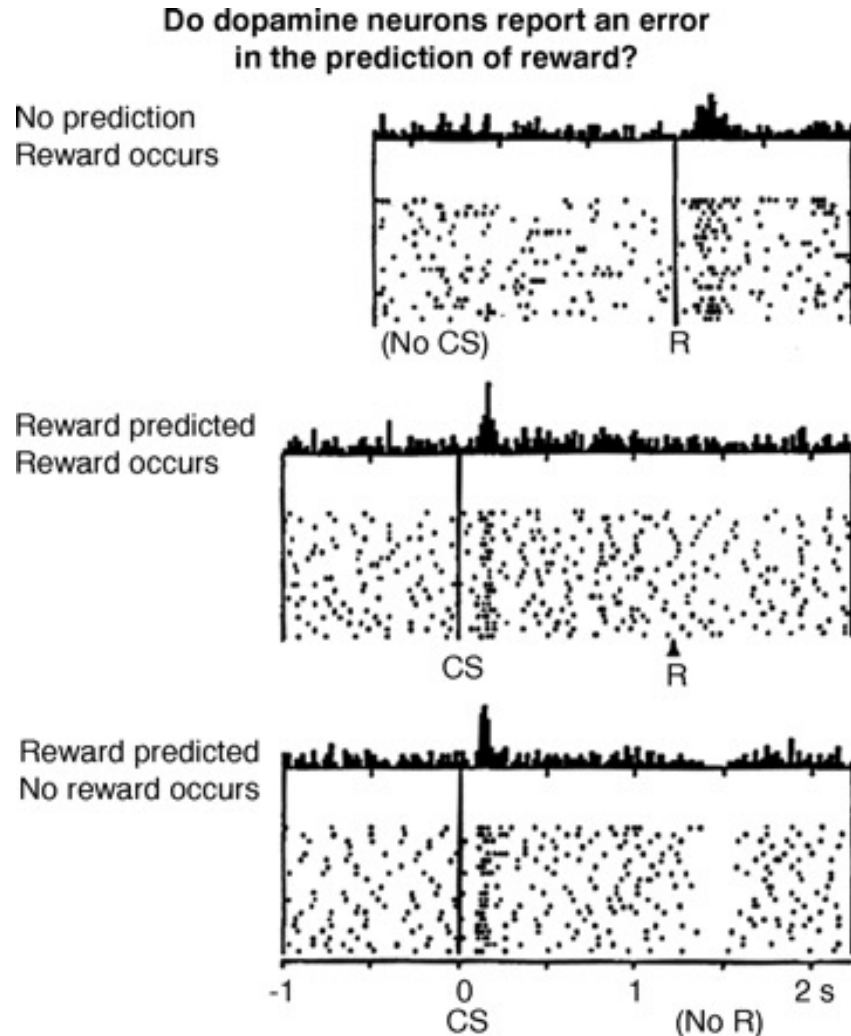 Do dopamine neurons report an error
in the prediction of reward?
No prediction
Reward occurs
(No CS) R
Reward predicted
Reward occurs
CS R
Reward predicted
No reward occurs
-1 0 1 2 s
CS (No R)